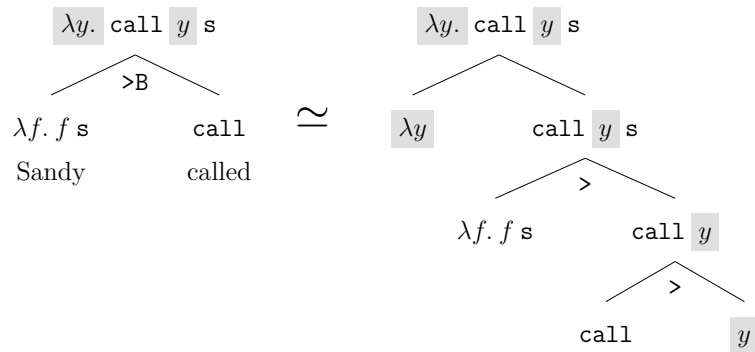 λy. call y s λy. call y s
>B
λf. f s call ≃ λy call y s
Sandy called >
λf. f s call y
>
call y